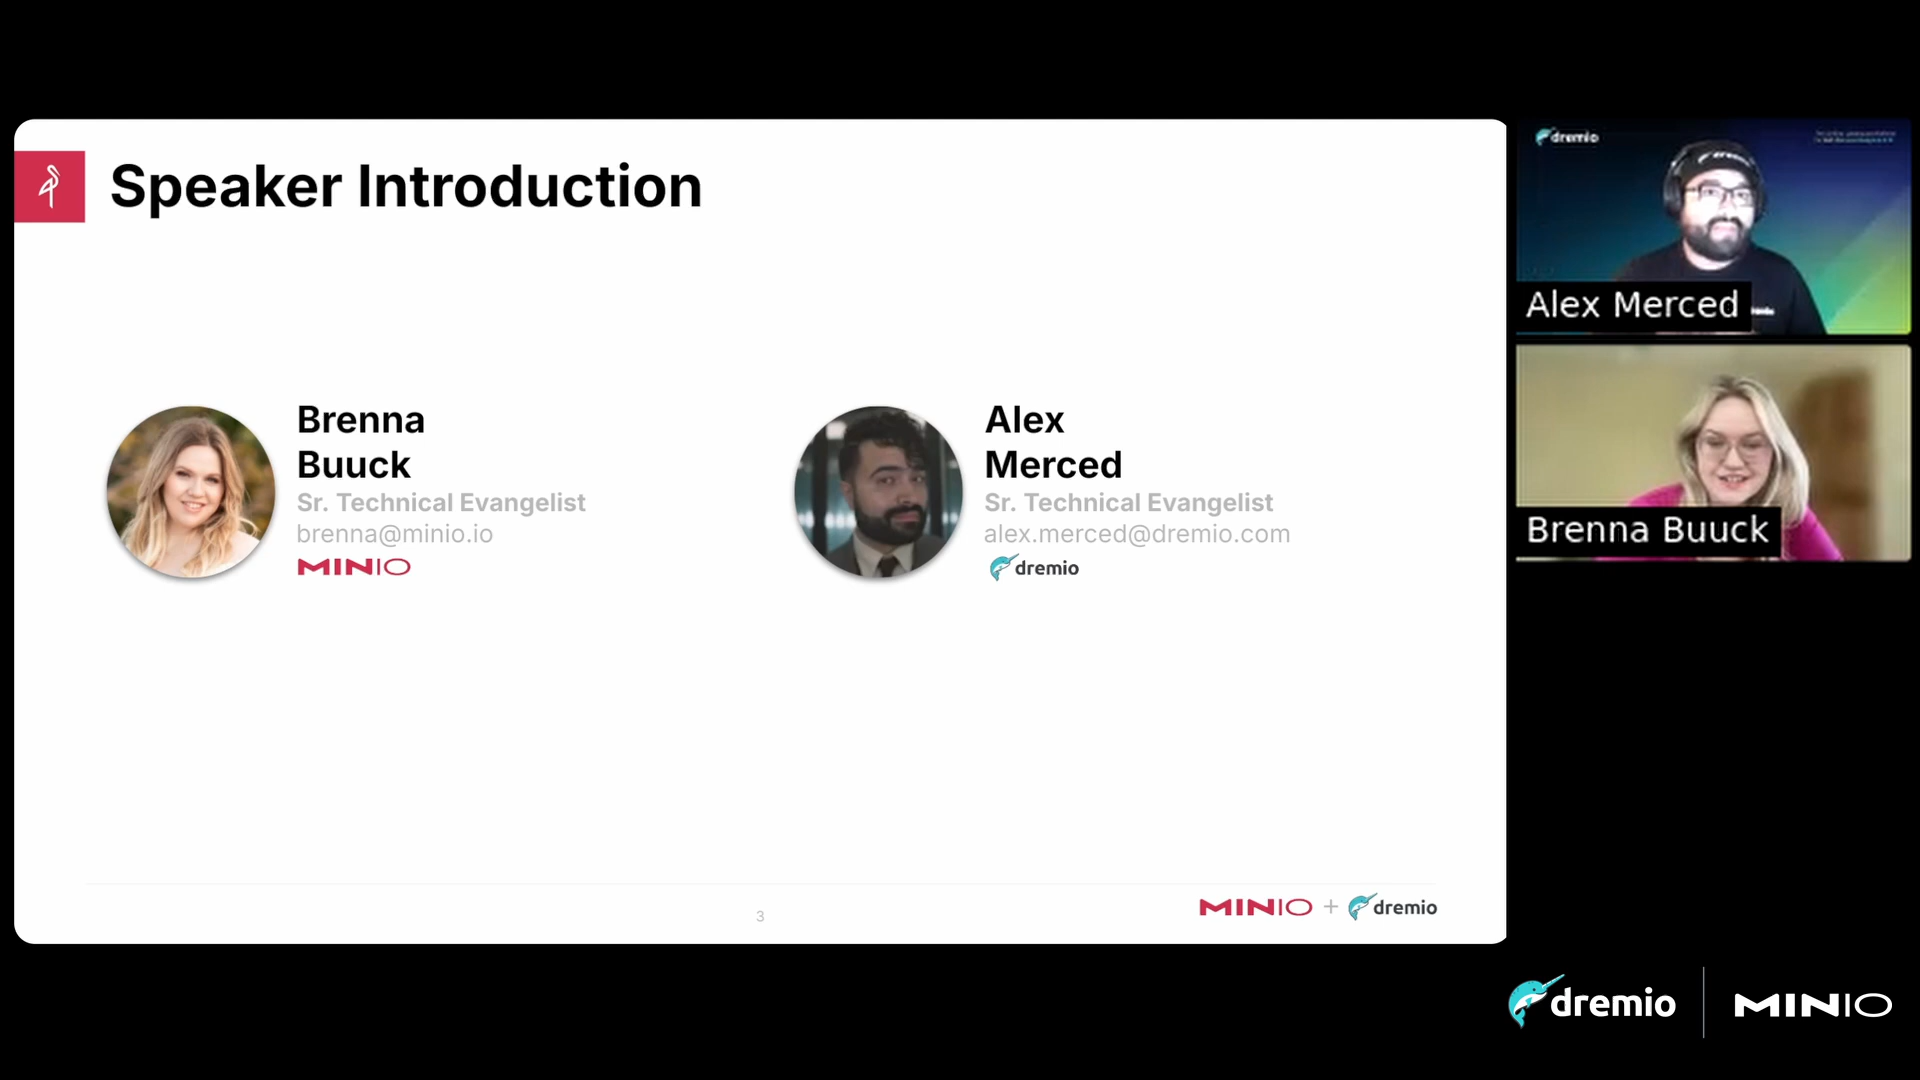 Speaker Introduction
Brenna
Buuck
Sr. Technical Evangelist
brenna@minio.io
MINIO
Alex
Merced
Sr. Technical Evangelist
alex.merced@dremio.com
dremio
3
MINIO + dremio
dremio
Alex Merced
Brenna Buuck
dremio
MINIO